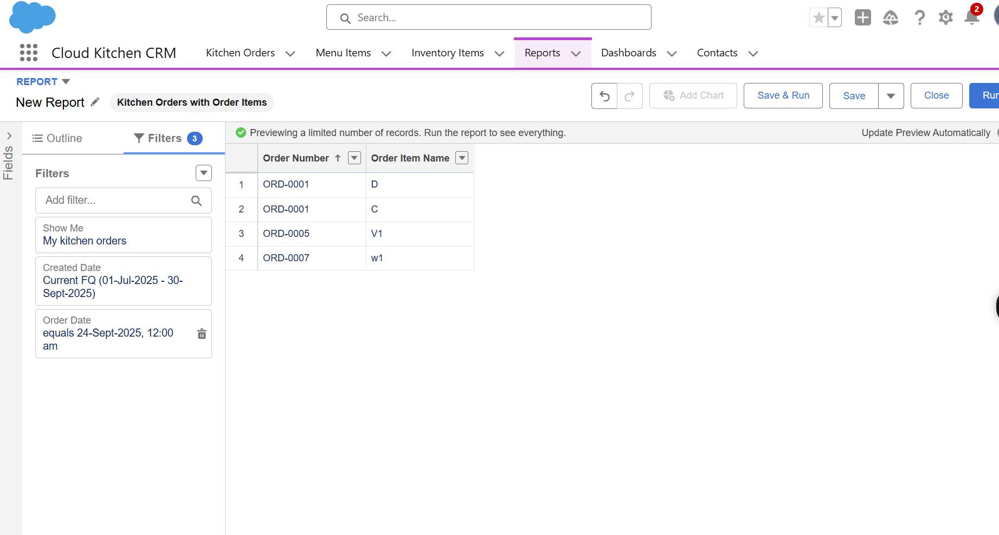 Search...
2
Cloud Kitchen CRM
Kitchen Orders
Menu Items
Inventory Items
Reports
Dashboards
Contacts
REPORT
New Report
Kitchen Orders with Order Items
Add Chart
Save & Run
Save
Close
Run
Fields
Outline
Filters 3
Filters
Add filter...
Show Me
My kitchen orders
Created Date
Current FQ (01-Jul-2025 - 30-
Sept-2025)
Order Date
equals 24-Sept-2025, 12:00
am
Previewing a limited number of records. Run the report to see everything.
Update Preview Automatically
Order Number Order Item Name
1 ORD-0001 D
2 ORD-0001 C
3 ORD-0005 V1
4 ORD-0007 w1